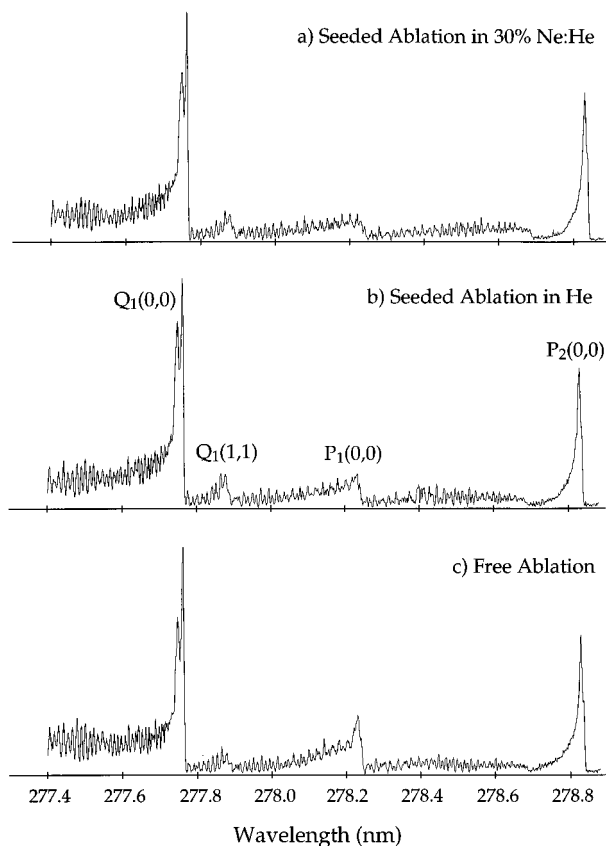 a) Seeded Ablation in 30% Ne:He
b) Seeded Ablation in He
Q₁(0,0)
P₂(0,0)
Q₁(1,1)
P₁(0,0)
c) Free Ablation
277.4 277.6 277.8 278.0 278.2 278.4 278.6 278.8
Wavelength (nm)